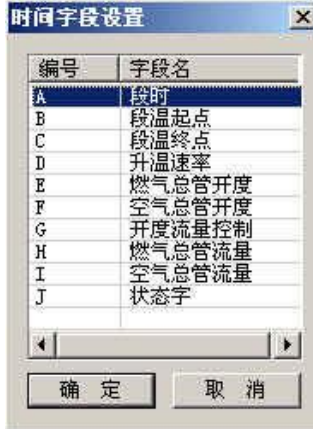 时间字段设置
编号 字段名
A 段时
B 段温起点
C 段温终点
D 升温速率
E 燃气总管开度
F 空气总管开度
G 开度流量控制
H 燃气总管流量
I 空气总管流量
J 状态字
确 定 取 消